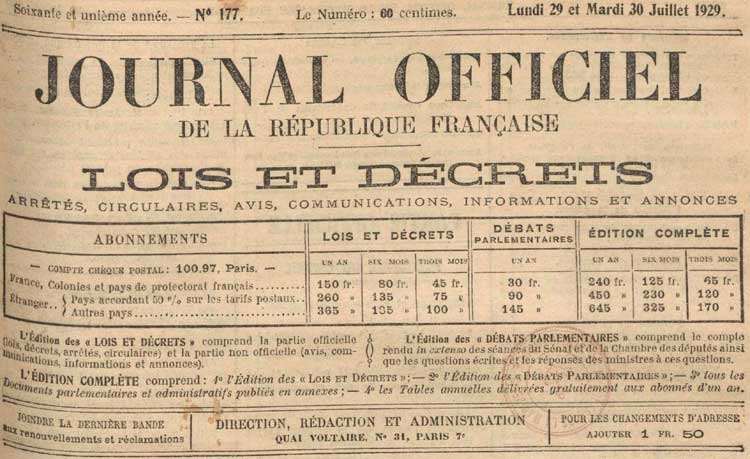 Soixante et unième année. — Nº 177. Le Numéro : 60 centimes. Lundi 29 et Mardi 30 Juillet 1929.
JOURNAL OFFICIEL
DE LA RÉPUBLIQUE FRANÇAISE
LOIS ET DÉCRETS
ARRÊTÉS, CIRCULAIRES, AVIS, COMMUNICATIONS, INFORMATIONS ET ANNONCES
ABONNEMENTS LOIS ET DÉCRETS DÉBATS PARLEMENTAIRES ÉDITION COMPLÈTE
— COMPTE CHÈQUE POSTAL: 100.97, Paris. — UN AN SIX MOIS TROIS MOIS UN AN UN AN SIX MOIS TROIS MOIS
France, Colonies et pays de protectorat français 150 fr. 80 fr. 45 fr. 30 fr. 240 fr. 125 fr. 65 fr.
Étranger.. { Pays accordant 50 % sur les tarifs postaux.. 260 » 135 » 75 » 90 » 450 » 230 » 120 »
Autres pays 365 » 185 » 100 » 145 » 645 » 325 » 170 »
L'Édition des « LOIS ET DÉCRETS » comprend la partie officielle
(lois, décrets, arrêtés, circulaires) et la partie non officielle (avis, com-
munications, informations et annonces).
L'Édition des « DÉBATS PARLEMENTAIRES » comprend le compte
rendu in extenso des séances du Sénat et de la Chambre des députés ainsi
que les questions écrites et les réponses des ministres à ces questions.
L'ÉDITION COMPLÈTE comprend : 1º l'Édition des « LOIS ET DÉCRETS »; — 2º l'Édition des « DÉBATS PARLEMENTAIRES »; — 3º tous les
Documents parlementaires et administratifs publiés en annexes ; — 4º les Tables annuelles délivrées gratuitement aux abonnés d'un an.
JOINDRE LA DERNIÈRE BANDE
aux renouvellements et réclamations
DIRECTION, RÉDACTION ET ADMINISTRATION
QUAI VOLTAIRE, Nº 31, PARIS 7ᵉ
POUR LES CHANGEMENTS D'ADRESSE
AJOUTER 1 FR. 50